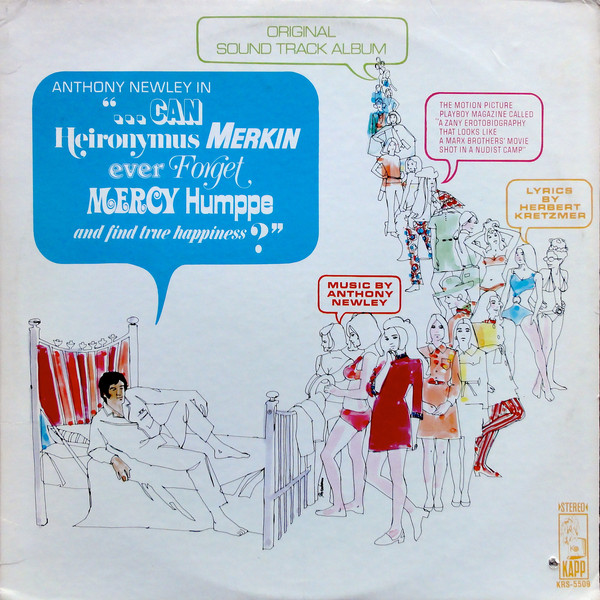 ORIGINAL
SOUND TRACK ALBUM
ANTHONY NEWLEY IN
"...CAN
Heironymus MERKIN
ever Forget
MERCY Humppe
and find true happiness?"
THE MOTION PICTURE
PLAYBOY MAGAZINE CALLED
"A ZANY EROTOBIOGRAPHY
THAT LOOKS LIKE
A MARX BROTHERS' MOVIE
SHOT IN A NUDIST CAMP"
LYRICS
BY
HERBERT
KRETZMER
MUSIC BY
ANTHONY
NEWLEY
STEREO
KAPP
KRS-5509